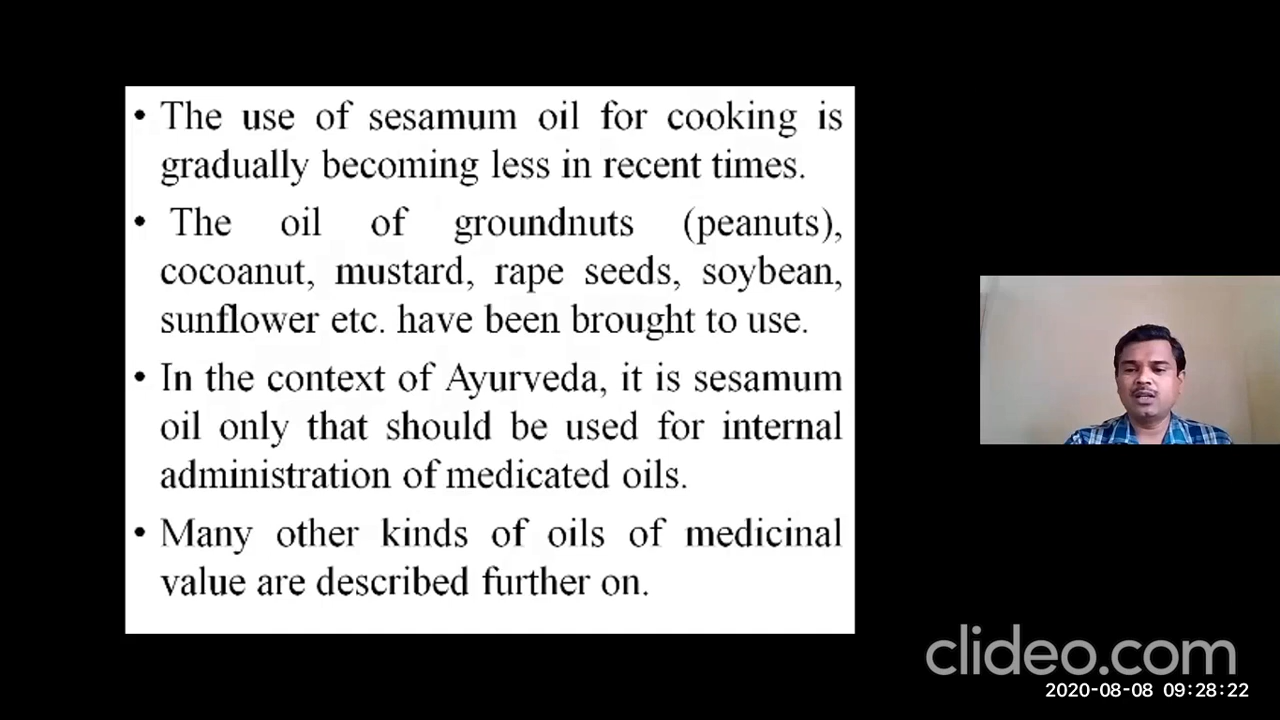 • The use of sesamum oil for cooking is
gradually becoming less in recent times.
• The oil of groundnuts (peanuts),
cocoanut, mustard, rape seeds, soybean,
sunflower etc. have been brought to use.
• In the context of Ayurveda, it is sesamum
oil only that should be used for internal
administration of medicated oils.
• Many other kinds of oils of medicinal
value are described further on.
clideo.com
2020-08-08 09:28:22